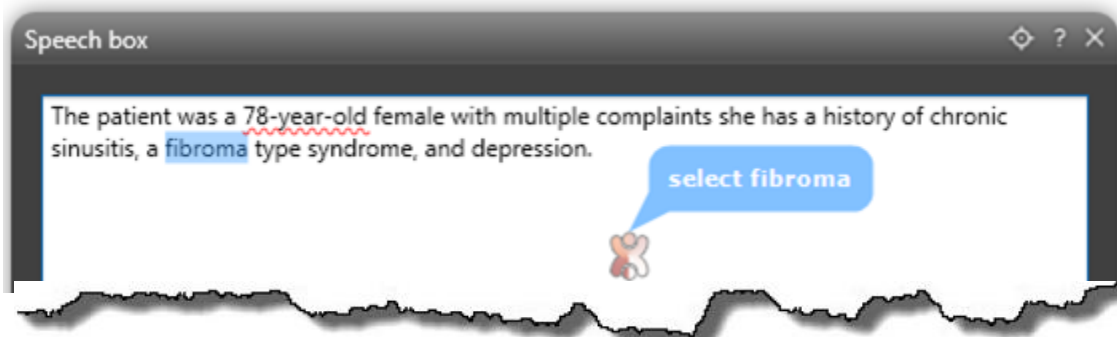 Speech box
The patient was a 78-year-old female with multiple complaints she has a history of chronic
sinusitis, a fibroma type syndrome, and depression.
select fibroma